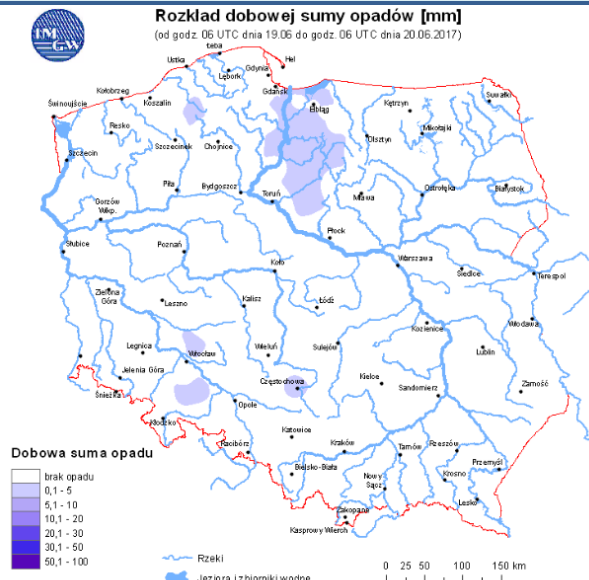 Rozkład dobowej sumy opadów [mm]
(od godz. 06 UTC dnia 19.06 do godz. 06 UTC dnia 20.06.2017)
IM
GW
Łeba
Hel
Ustka
Gdynia
Lębork
Gdańsk
Kołobrzeg
Koszalin
Świnoujście
Elbląg
Kętrzyn
Suwałki
Resko
Mikołajki
Szczecinek
Chojnice
Olsztyn
Szczecin
Piła
Bydgoszcz
Toruń
Mława
Ostrołęka
Białystok
Gorzów
Wlkp.
Płock
Słubice
Poznań
Koło
Warszawa
Siedlce
Terespol
Zielona
Góra
Leszno
Kalisz
Łódź
Kozienice
Włodawa
Legnica
Wrocław
Wieluń
Sulejów
Lublin
Jelenia Góra
Śnieżka
Częstochowa
Kielce
Sandomierz
Zamość
Opole
Kłodzko
Katowice
Racibórz
Kraków
Tarnów
Rzeszów
Bielsko-Biała
Przemyśl
Nowy
Sącz
Krosno
Lesko
Zakopane
Kasprowy Wierch
Dobowa suma opadu
brak opadu
0,1 - 5
5,1 - 10
10,1 - 20
20,1 - 30
30,1 - 50
50,1 - 100
Rzeki
Jeziora i zbiorniki wodne
0 25 50 100 150 km